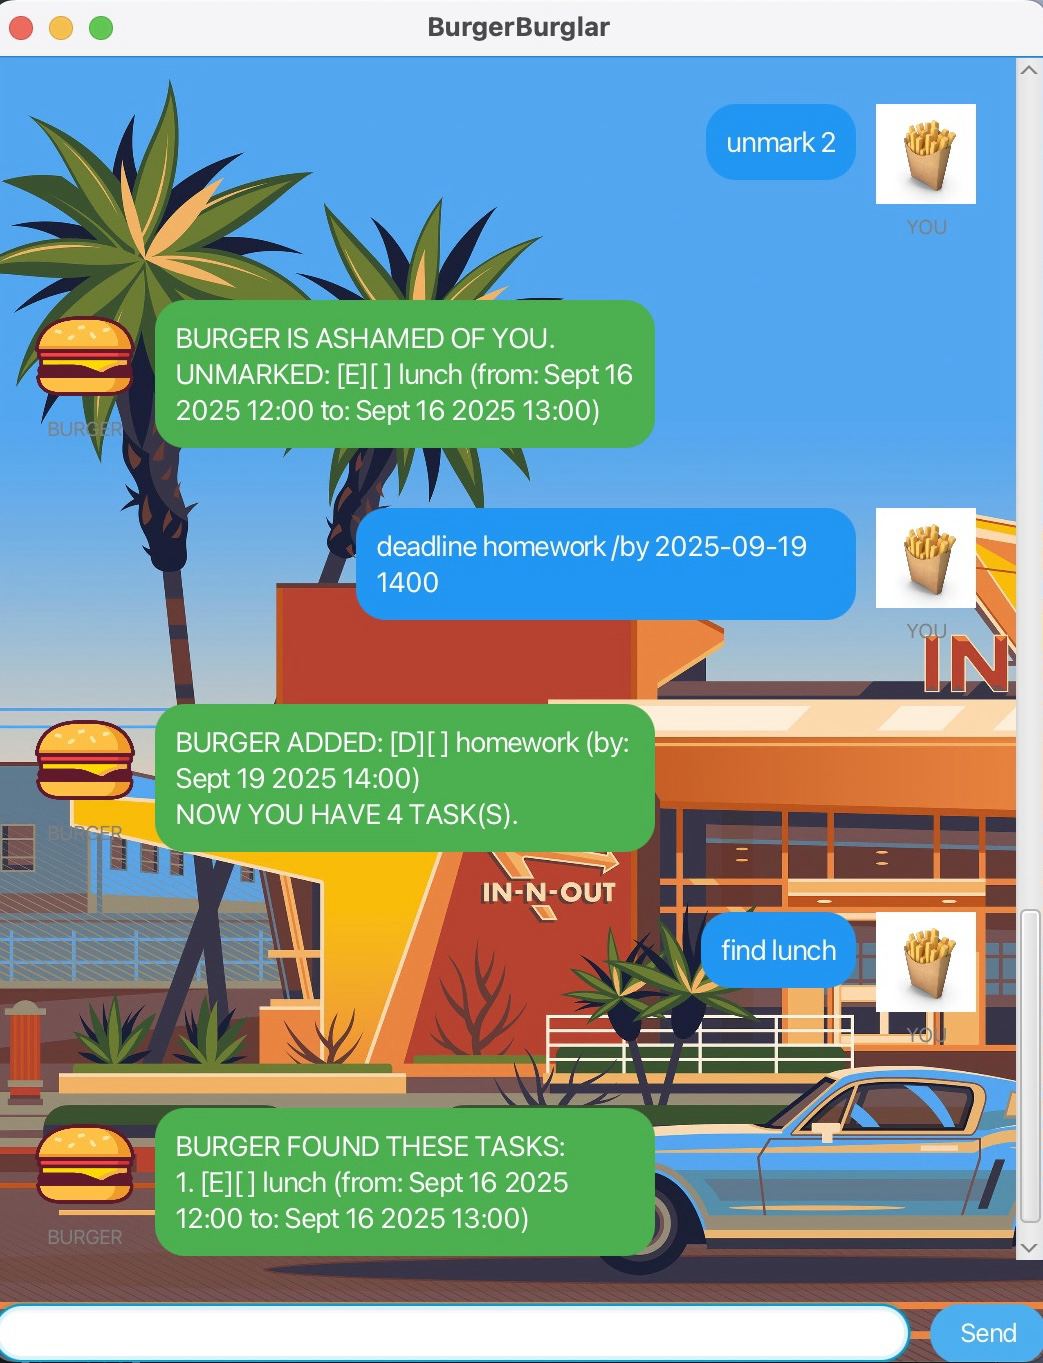 BurgerBurglar
unmark 2
YOU
BURGER IS ASHAMED OF YOU.
UNMARKED: [E][ ] lunch (from: Sept 16
2025 12:00 to: Sept 16 2025 13:00)
BURGER
deadline homework /by 2025-09-19
1400
YOU
IN
BURGER ADDED: [D][ ] homework (by:
Sept 19 2025 14:00)
NOW YOU HAVE 4 TASK(S).
BURGER
IN-N-OUT
find lunch
YOU
BURGER FOUND THESE TASKS:
1. [E][ ] lunch (from: Sept 16 2025
12:00 to: Sept 16 2025 13:00)
BURGER
Send